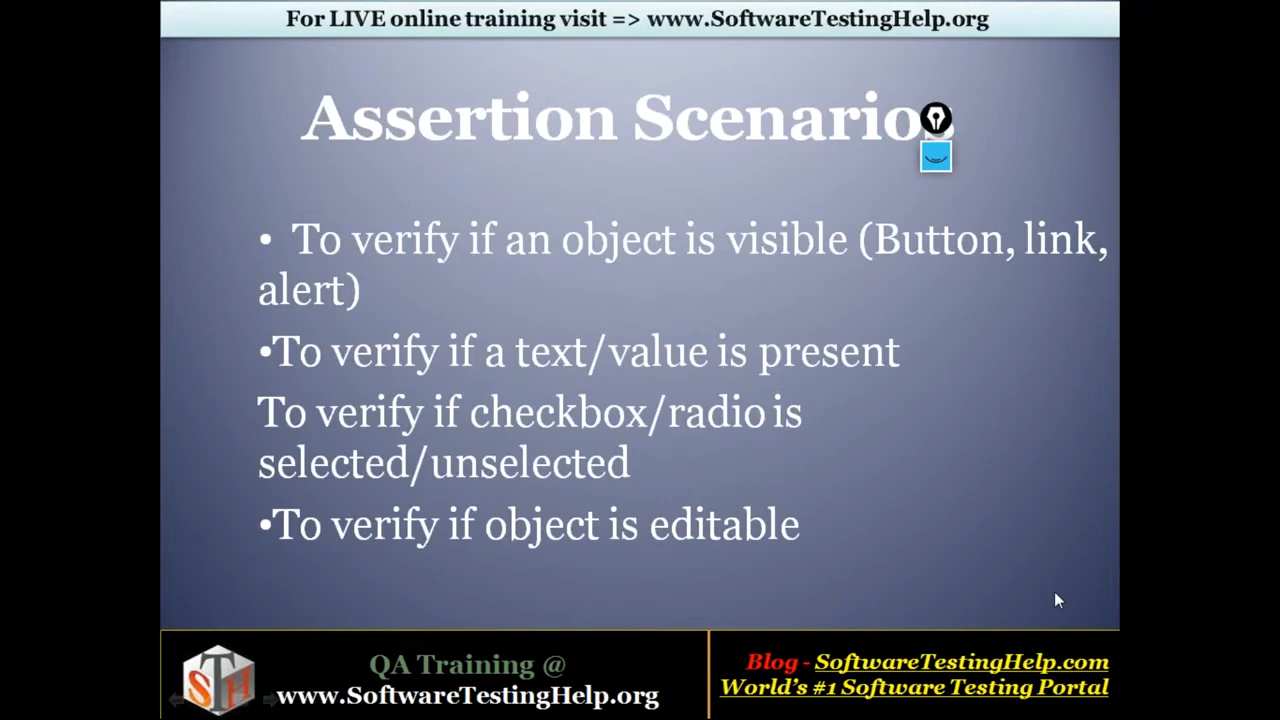 For LIVE online training visit => www.SoftwareTestingHelp.org
Assertion Scenarios
• To verify if an object is visible (Button, link,
alert)
•To verify if a text/value is present
To verify if checkbox/radio is
selected/unselected
•To verify if object is editable
STH
QA Training @
www.SoftwareTestingHelp.org
Blog - SoftwareTestingHelp.com
World's #1 Software Testing Portal